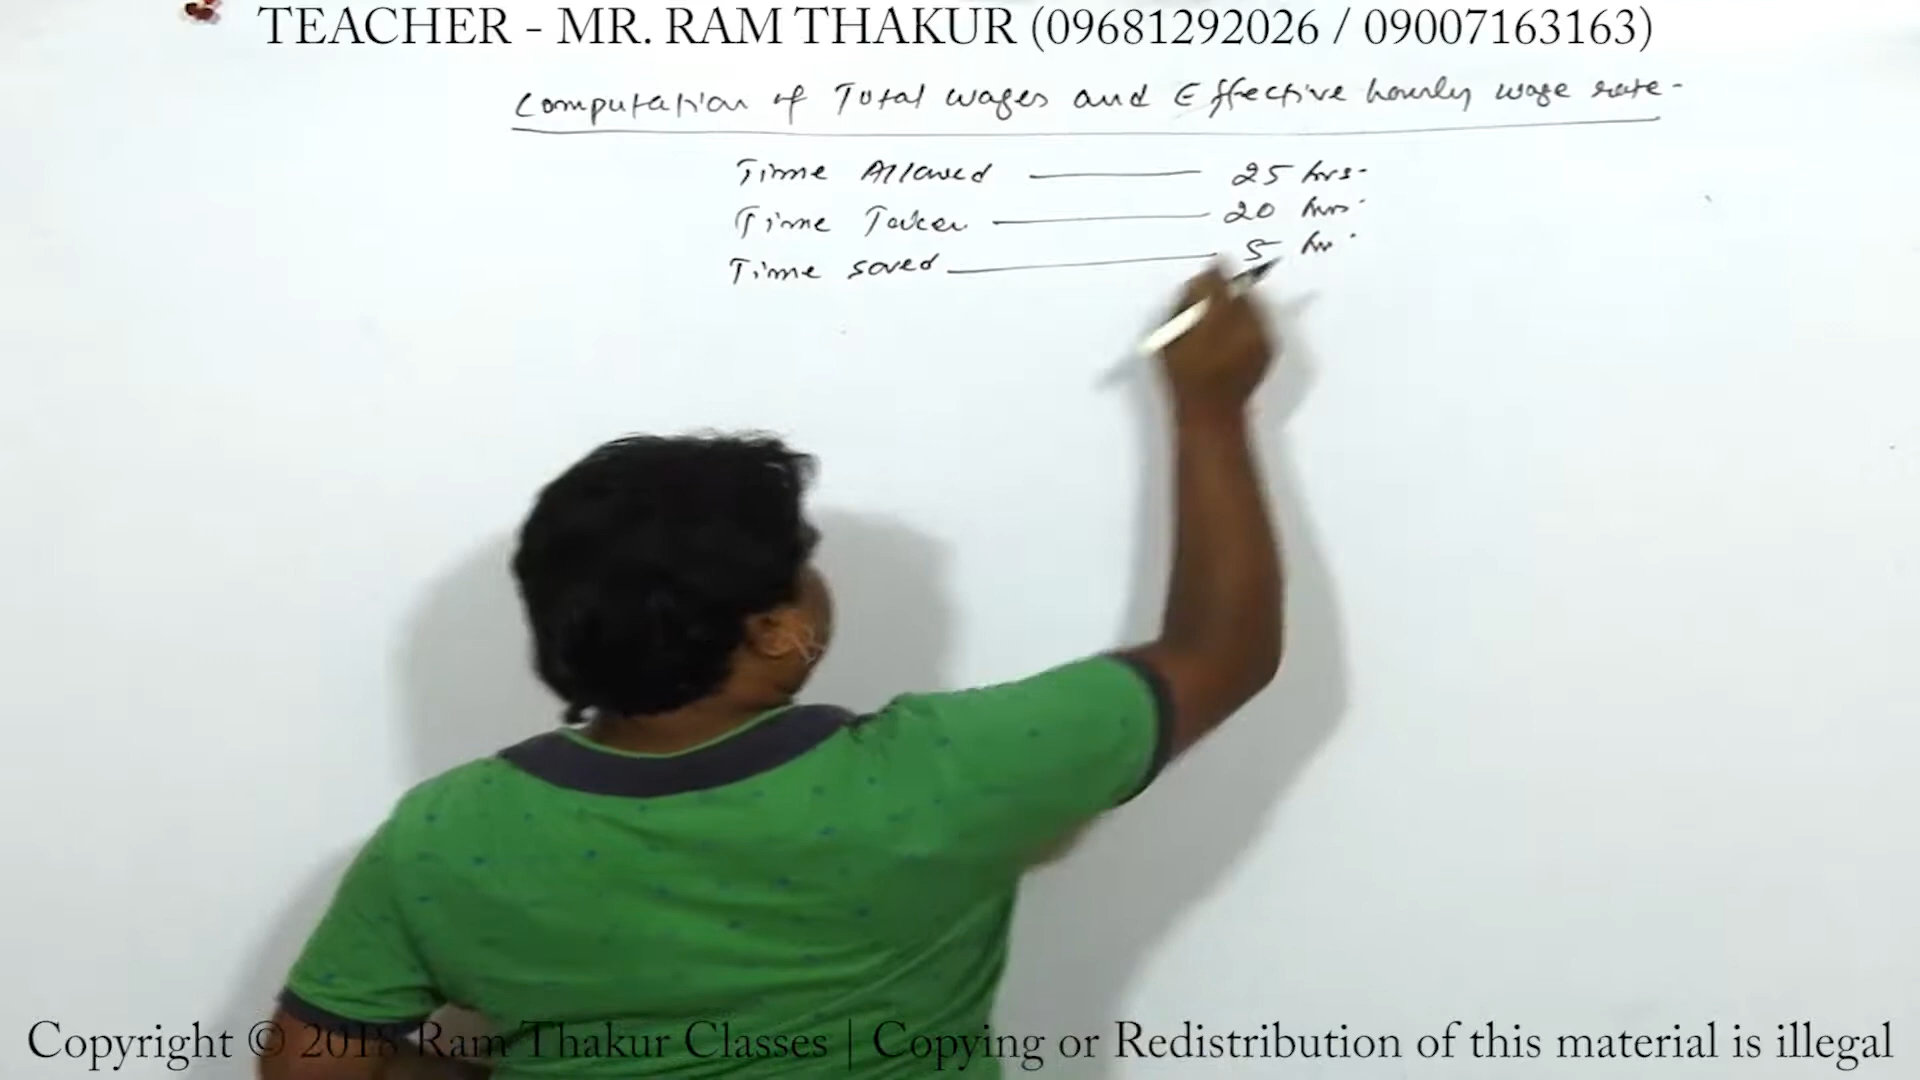 TEACHER - MR. RAM THAKUR (09681292026 / 09007163163)
Computation of Total wages and Effective hourly wage rate-
Time Allowed 25 hrs.
Time Taken 20 hrs.
Time saved 5 hr.
Copyright © 2018 Ram Thakur Classes | Copying or Redistribution of this material is illegal